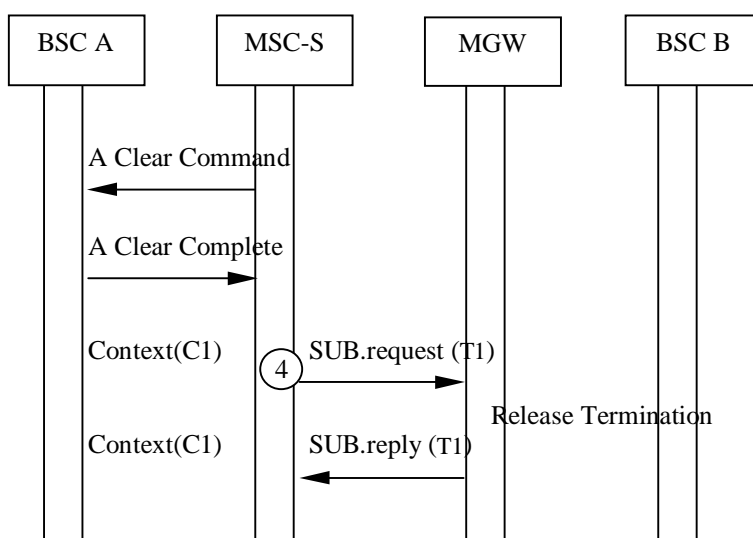 BSC A MSC-S MGW BSC B
A Clear Command
A Clear Complete
Context(C1) 4 SUB.request (T1)
Release Termination
Context(C1) SUB.reply (T1)